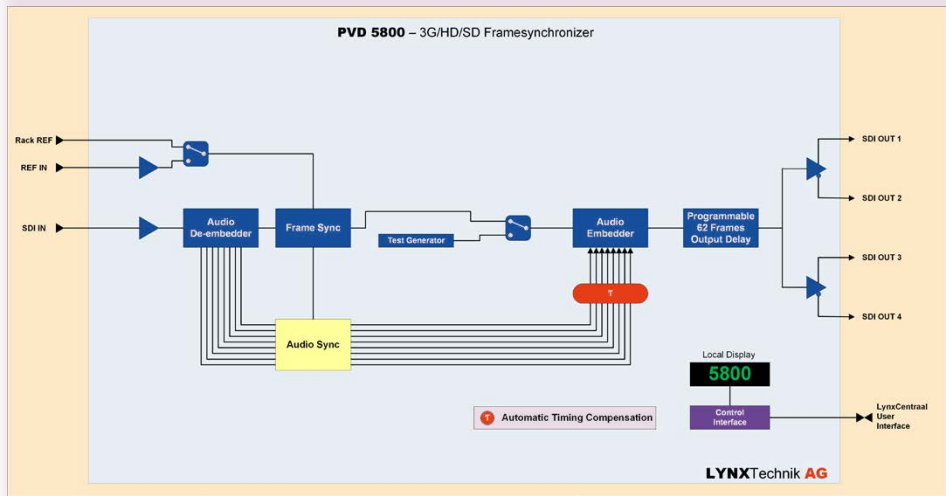 PVD 5800 – 3G/HD/SD Framesynchronizer
Rack REF
REF IN
SDI IN
Audio
De-embedder
Frame Sync
Test Generator
Audio
Embedder
Programmable
62 Frames
Output Delay
SDI OUT 1
SDI OUT 2
SDI OUT 3
SDI OUT 4
T
Audio Sync
Local Display
5800
Control
Interface
LynxCentraal
User
Interface
T Automatic Timing Compensation
LYNXTechnik AG